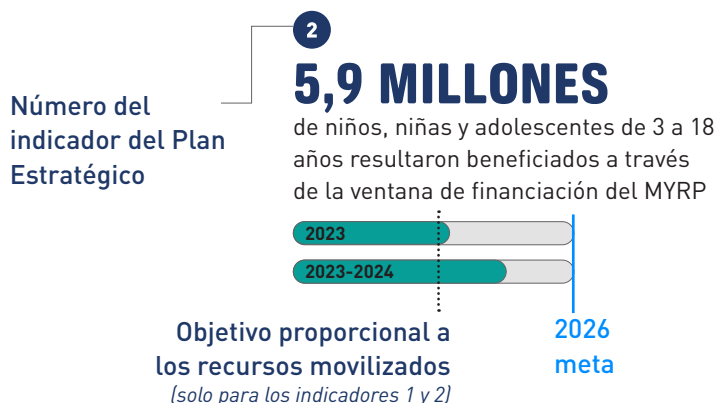 2
5,9 MILLONES
Número del
indicador del Plan
Estratégico
de niños, niñas y adolescentes de 3 a 18
años resultaron beneficiados a través
de la ventana de financiación del MYRP
2023
2023-2024
Objetivo proporcional a
los recursos movilizados
(solo para los indicadores 1 y 2)
2026
meta